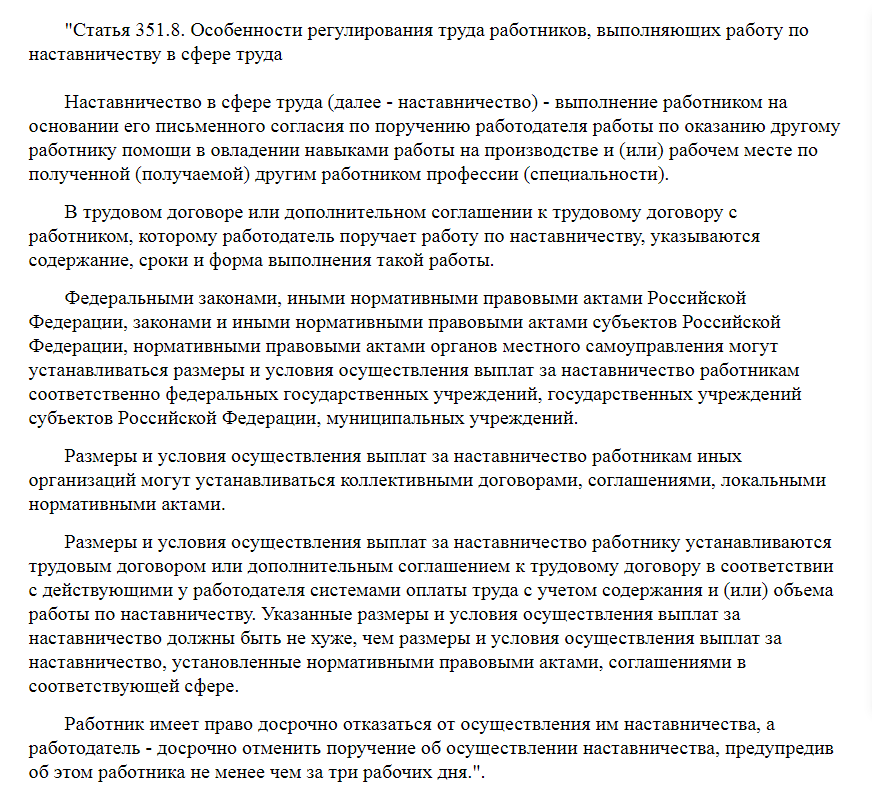 "Статья 351.8. Особенности регулирования труда работников, выполняющих работу по
наставничеству в сфере труда
Наставничество в сфере труда (далее - наставничество) - выполнение работником на
основании его письменного согласия по поручению работодателя работы по оказанию другому
работнику помощи в овладении навыками работы на производстве и (или) рабочем месте по
полученной (получаемой) другим работником профессии (специальности).
В трудовом договоре или дополнительном соглашении к трудовому договору с
работником, которому работодатель поручает работу по наставничеству, указываются
содержание, сроки и форма выполнения такой работы.
Федеральными законами, иными нормативными правовыми актами Российской
Федерации, законами и иными нормативными правовыми актами субъектов Российской
Федерации, нормативными правовыми актами органов местного самоуправления могут
устанавливаться размеры и условия осуществления выплат за наставничество работникам
соответственно федеральных государственных учреждений, государственных учреждений
субъектов Российской Федерации, муниципальных учреждений.
Размеры и условия осуществления выплат за наставничество работникам иных
организаций могут устанавливаться коллективными договорами, соглашениями, локальными
нормативными актами.
Размеры и условия осуществления выплат за наставничество работнику устанавливаются
трудовым договором или дополнительным соглашением к трудовому договору в соответствии
с действующими у работодателя системами оплаты труда с учетом содержания и (или) объема
работы по наставничеству. Указанные размеры и условия осуществления выплат за
наставничество должны быть не хуже, чем размеры и условия осуществления выплат за
наставничество, установленные нормативными правовыми актами, соглашениями в
соответствующей сфере.
Работник имеет право досрочно отказаться от осуществления им наставничества, а
работодатель - досрочно отменить поручение об осуществлении наставничества, предупредив
об этом работника не менее чем за три рабочих дня.".